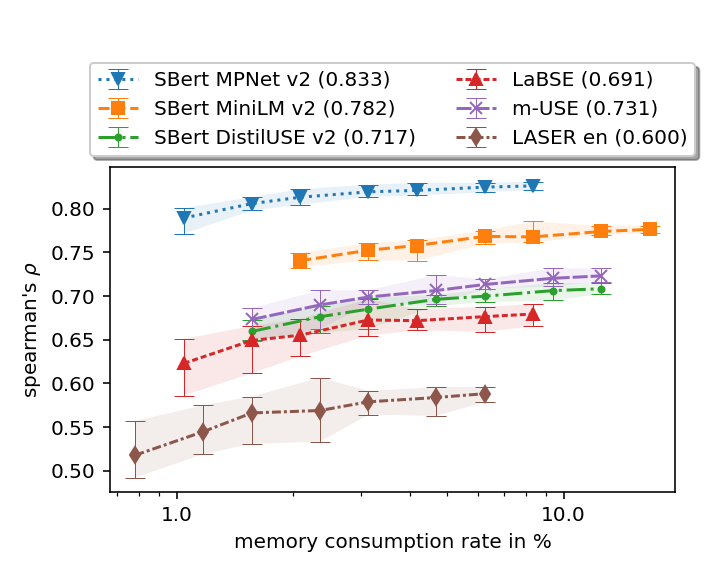 SBert MPNet v2 (0.833)
SBert MiniLM v2 (0.782)
SBert DistilUSE v2 (0.717)
LaBSE (0.691)
m-USE (0.731)
LASER en (0.600)
0.80
0.75
0.70
0.65
0.60
0.55
0.50
spearman's ρ
1.0
10.0
memory consumption rate in %